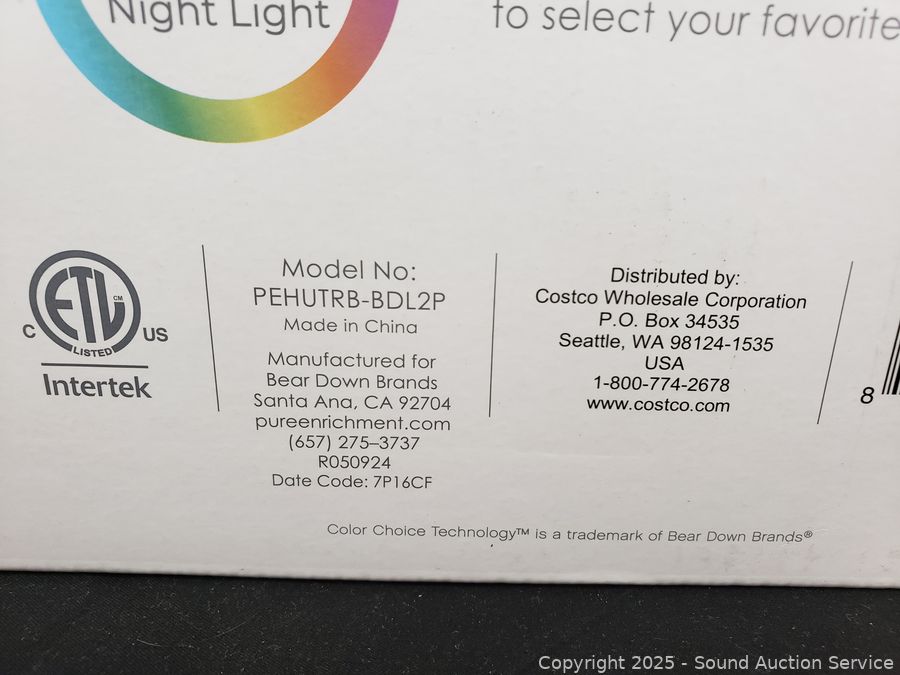 Night Light
to select your favorite
ETL
CM
C
US
LISTED
Intertek
Model No:
PEHUTRB-BDL2P
Made in China
Manufactured for
Bear Down Brands
Santa Ana, CA 92704
pureenrichment.com
(657) 275–3737
R050924
Date Code: 7P16CF
Distributed by:
Costco Wholesale Corporation
P.O. Box 34535
Seattle, WA 98124-1535
USA
1-800-774-2678
www.costco.com
8
Color Choice Technology™ is a trademark of Bear Down Brands®
Copyright 2025 - Sound Auction Service